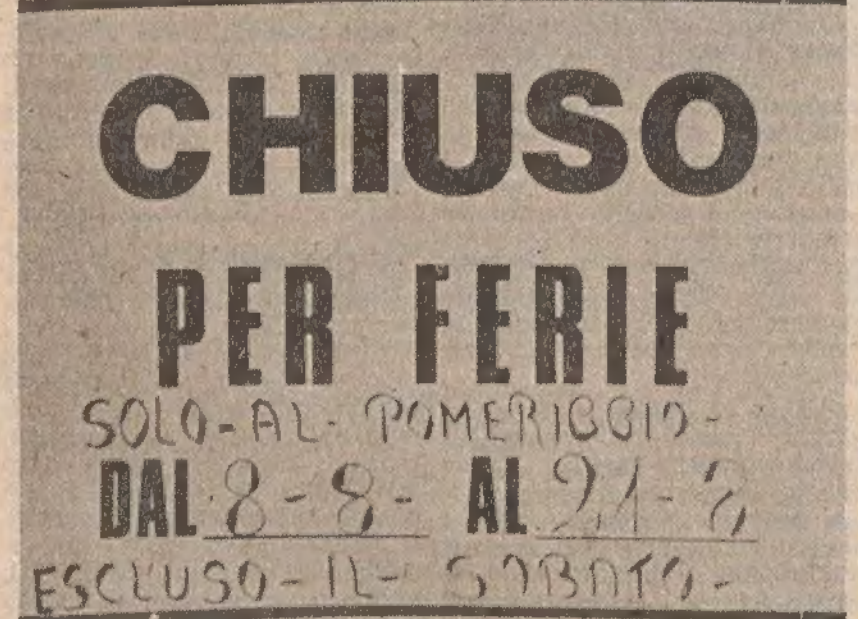 CHIUSO
PER FERIE
SOLO-AL-POMERIGGIO-
DAL 8-8- AL 21-8
ESCLUSO-IL-SABATO-